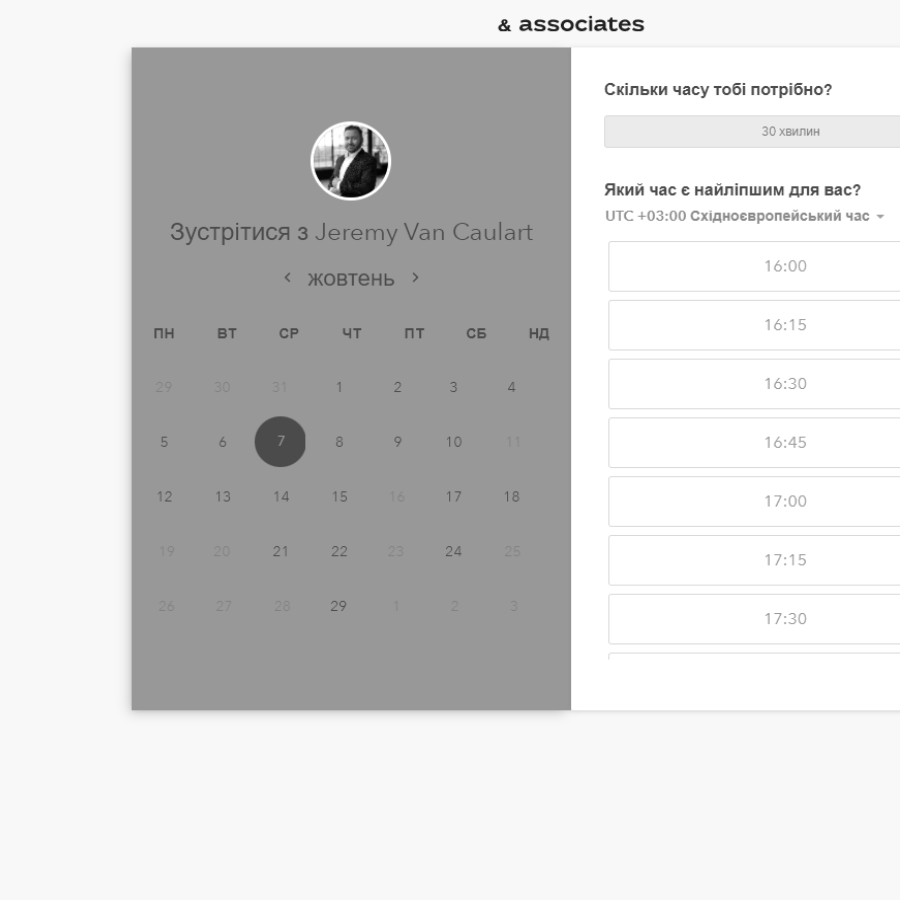 & associates
Зустрітися з Jeremy Van Caulart
жовтень
ПН ВТ СР ЧТ ПТ СБ НД
29 30 31 1 2 3 4
5 6 7 8 9 10 11
12 13 14 15 16 17 18
19 20 21 22 23 24 25
26 27 28 29 1 2 3
Скільки часу тобі потрібно?
30 хвилин
Який час є найліпшим для вас?
UTC +03:00 Східноєвропейський час
16:00
16:15
16:30
16:45
17:00
17:15
17:30